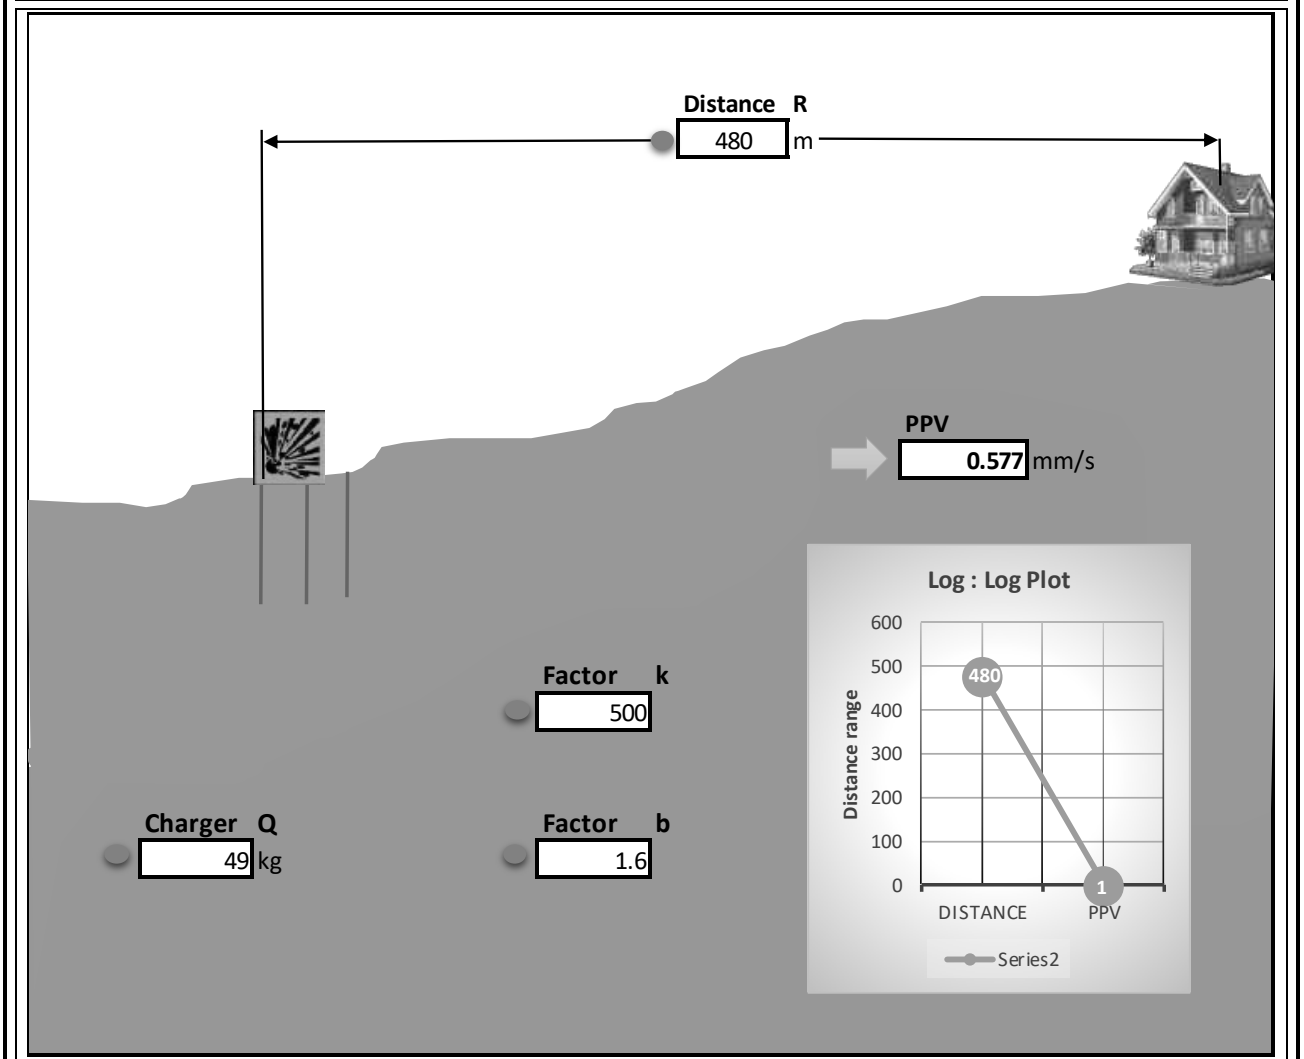 Distance R
480 m
PPV
0.577 mm/s
Log : Log Plot
600
500
400
300
200
100
0
Distance range
480
1
DISTANCE PPV
Series2
Factor k
500
Charger Q
49 kg
Factor b
1.6